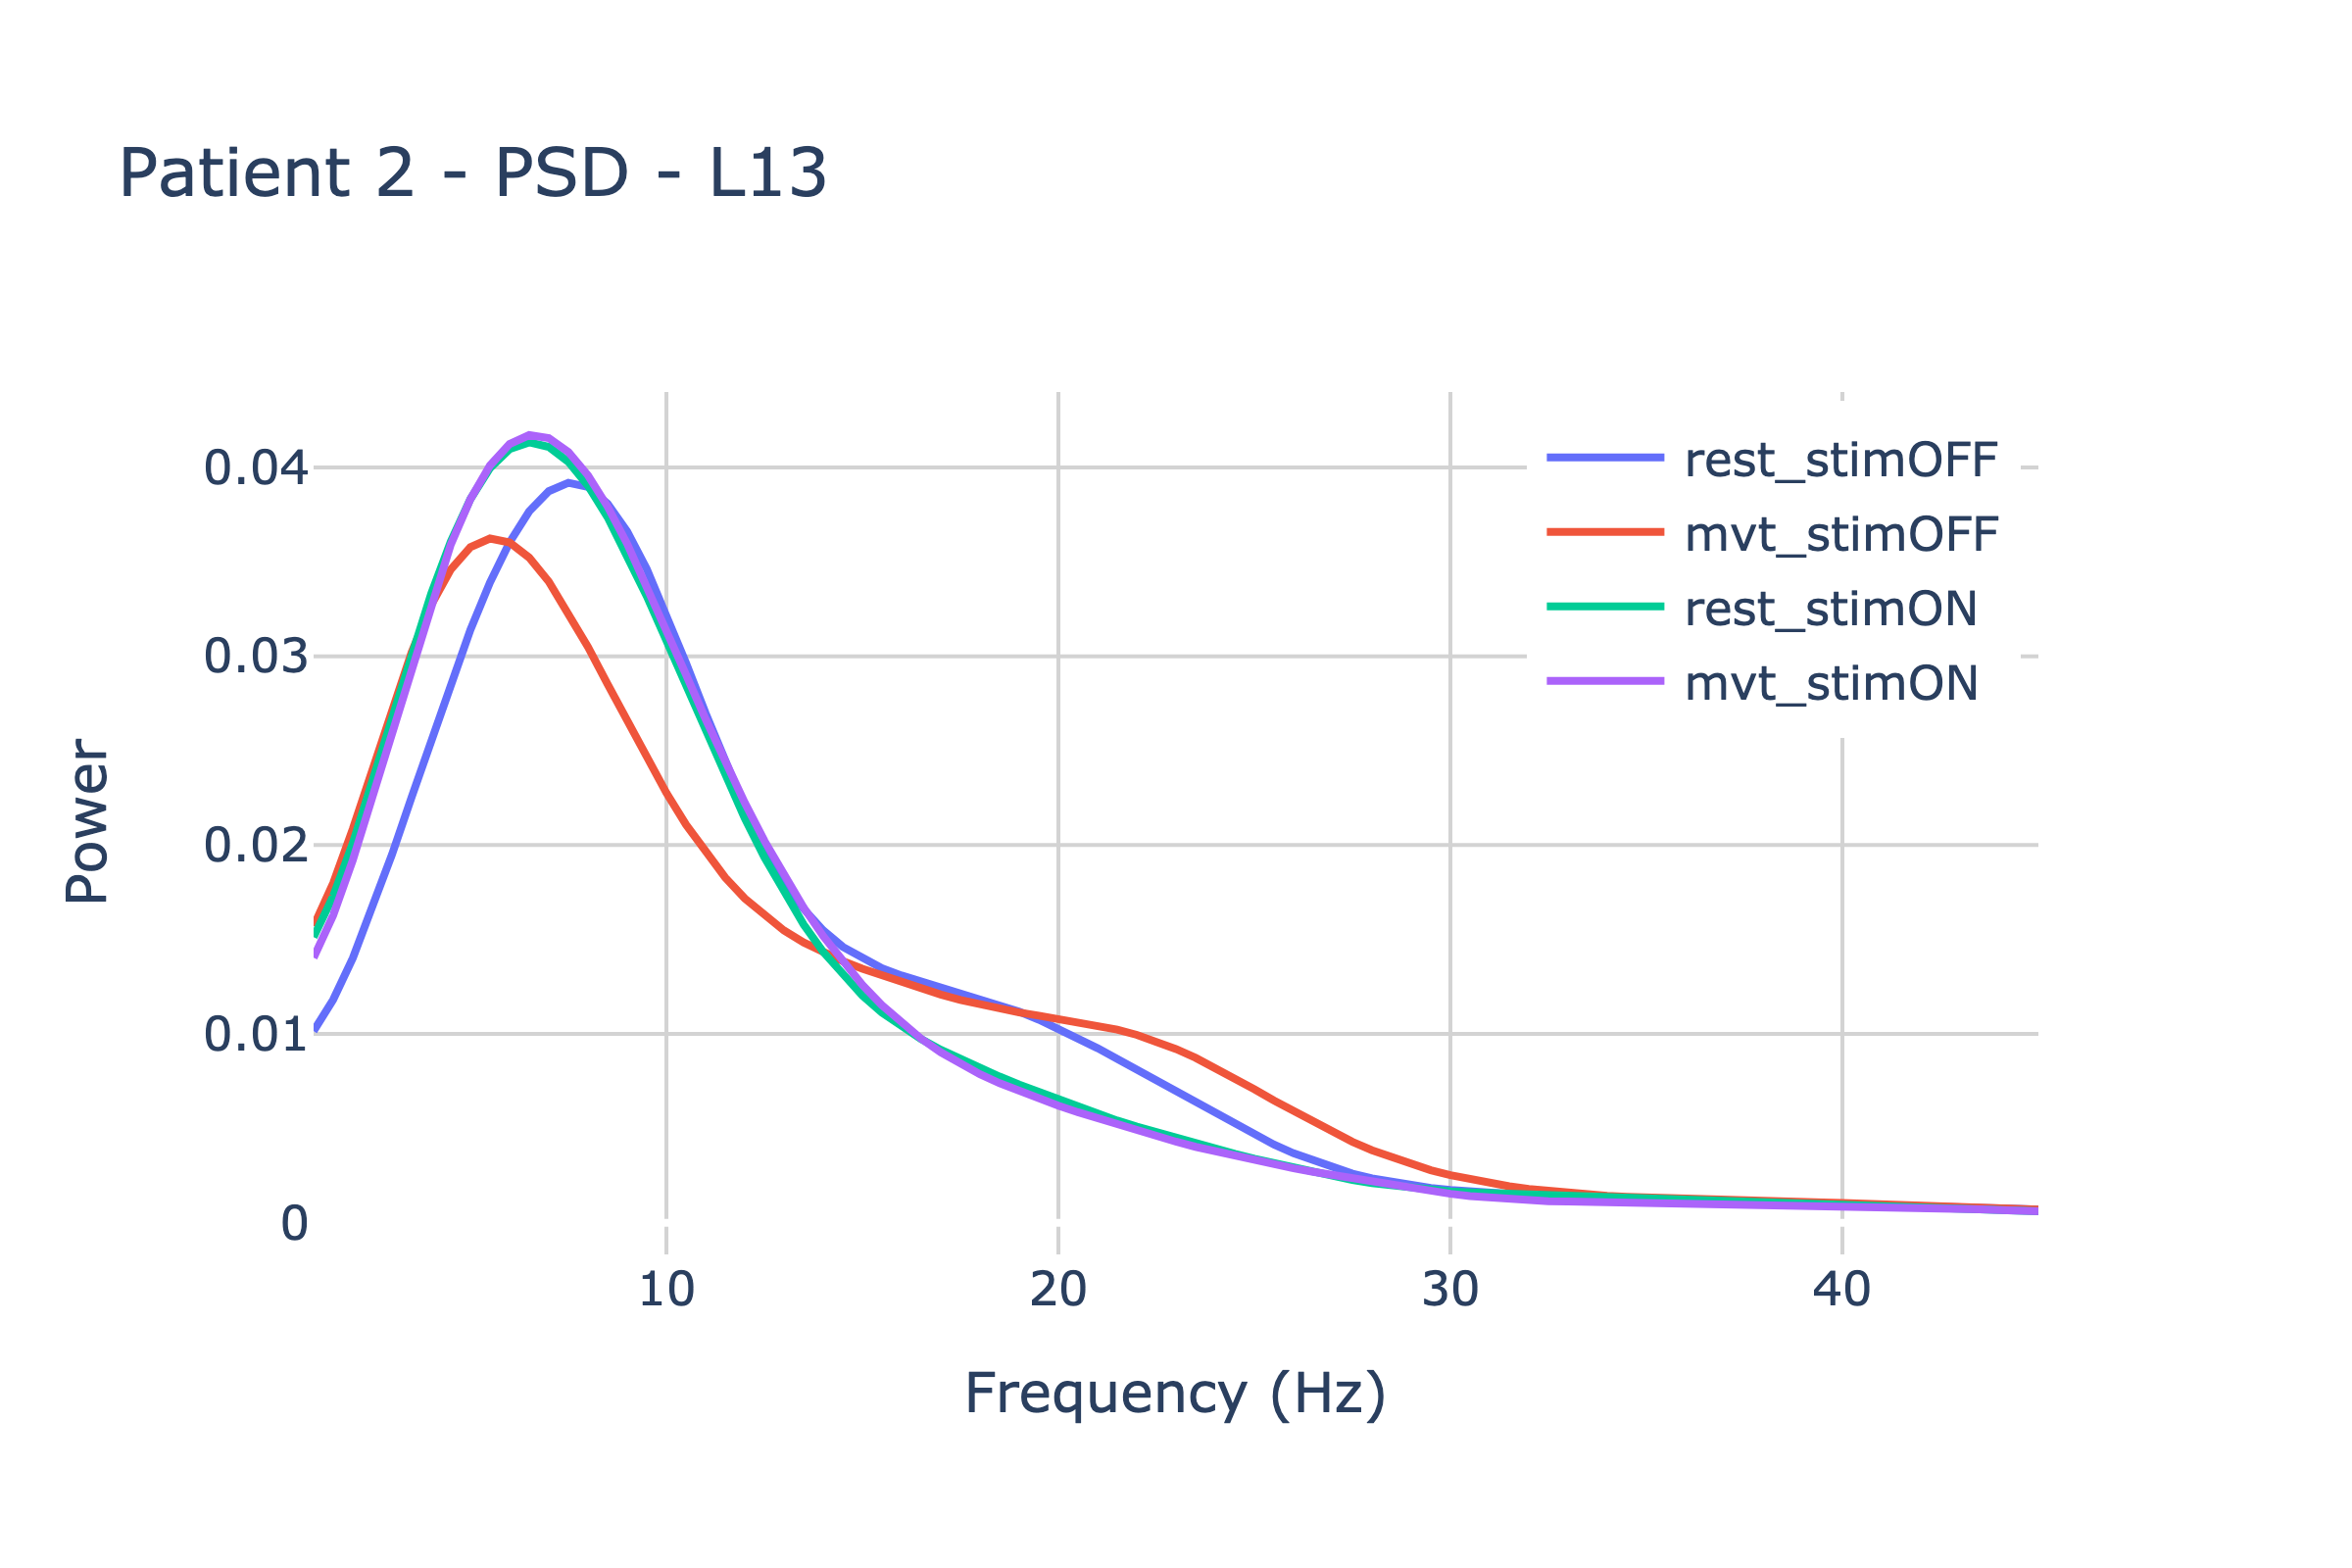 Patient 2 - PSD - L13
rest_stimOFF
mvt_stimOFF
rest_stimON
mvt_stimON
0.04
0.03
0.02
0.01
0
Power
10 20 30 40
Frequency (Hz)